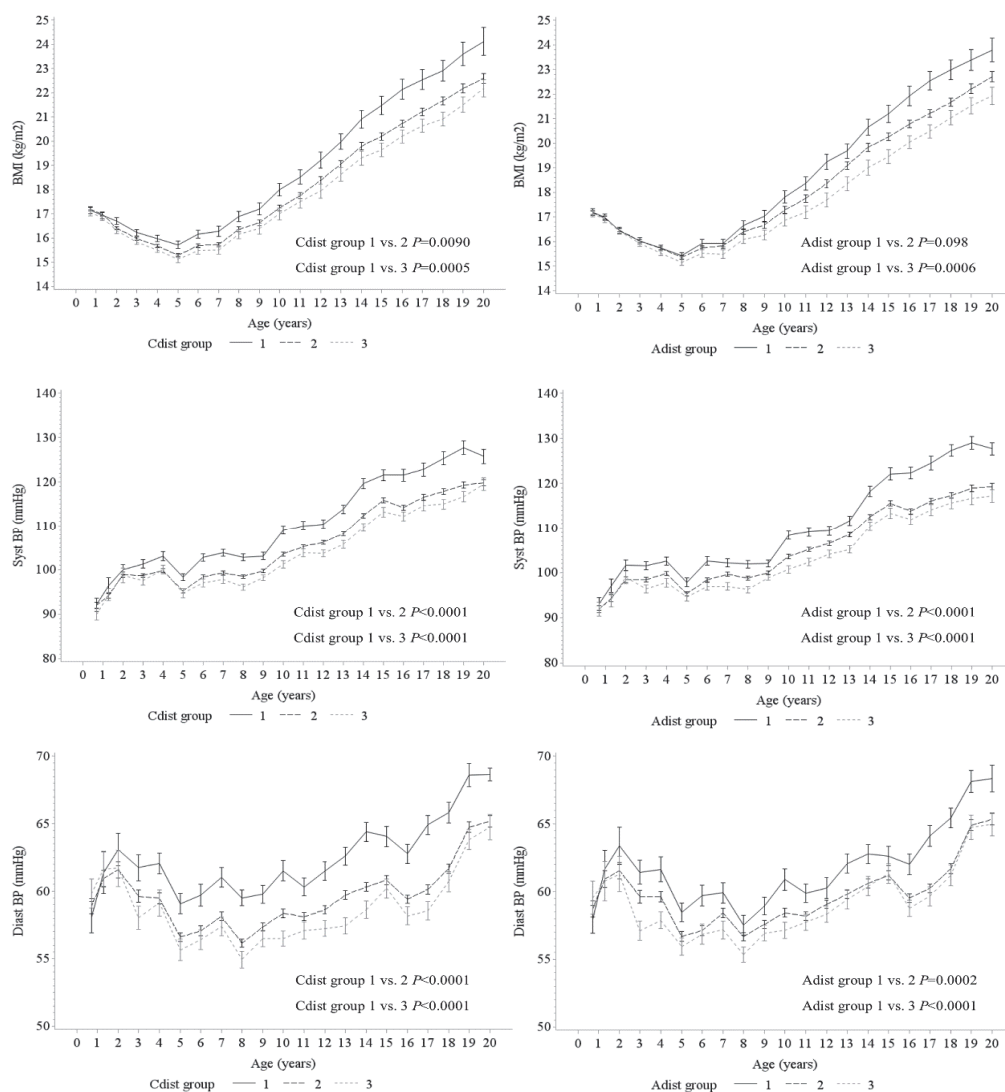 25
24
23
22
21
20
19
18
17
16
15
14
BMI (kg/m2)
Cdist group 1 vs. 2 P=0.0090
Cdist group 1 vs. 3 P=0.0005
0 1 2 3 4 5 6 7 8 9 10 11 12 13 14 15 16 17 18 19 20
Age (years)
Cdist group 1 2 3
25
24
23
22
21
20
19
18
17
16
15
14
BMI (kg/m2)
Adist group 1 vs. 2 P=0.098
Adist group 1 vs. 3 P=0.0006
0 1 2 3 4 5 6 7 8 9 10 11 12 13 14 15 16 17 18 19 20
Age (years)
Adist group 1 2 3
140
130
120
110
100
90
80
Syst BP (mmHg)
Cdist group 1 vs. 2 P<0.0001
Cdist group 1 vs. 3 P<0.0001
0 1 2 3 4 5 6 7 8 9 10 11 12 13 14 15 16 17 18 19 20
Age (years)
Cdist group 1 2 3
140
130
120
110
100
90
80
Syst BP (mmHg)
Adist group 1 vs. 2 P<0.0001
Adist group 1 vs. 3 P<0.0001
0 1 2 3 4 5 6 7 8 9 10 11 12 13 14 15 16 17 18 19 20
Age (years)
Adist group 1 2 3
70
65
60
55
50
Diast BP (mmHg)
Cdist group 1 vs. 2 P<0.0001
Cdist group 1 vs. 3 P<0.0001
0 1 2 3 4 5 6 7 8 9 10 11 12 13 14 15 16 17 18 19 20
Age (years)
Cdist group 1 2 3
70
65
60
55
50
Diast BP (mmHg)
Adist group 1 vs. 2 P=0.0002
Adist group 1 vs. 3 P<0.0001
0 1 2 3 4 5 6 7 8 9 10 11 12 13 14 15 16 17 18 19 20
Age (years)
Adist group 1 2 3